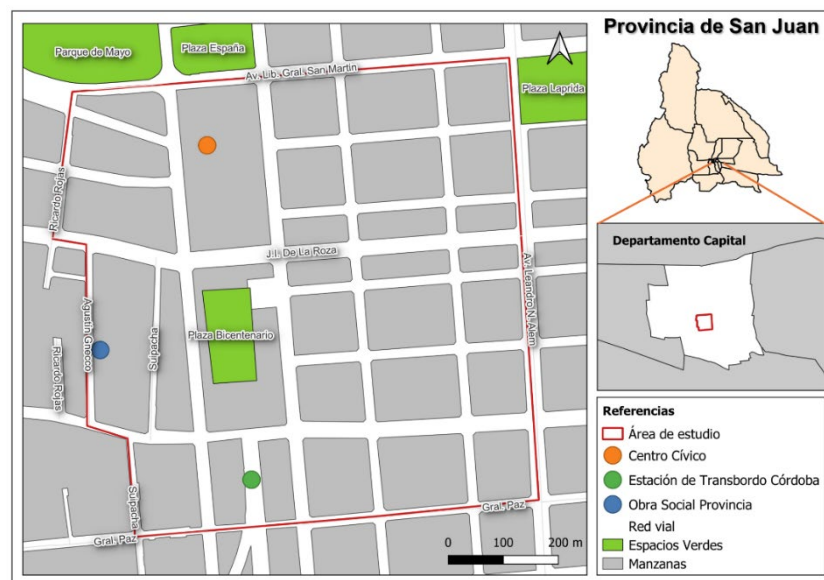 Parque de Mayo
Plaza España
Av. Lib. Gral. San Martín
Plaza Laprida
Ricardo Rojas
J.I. De La Roza
Av. Leandro N. Alem
Agustín Gnecco
Suipacha
Plaza Bicentenario
Ricardo Rojas
Suipacha
Gral. Paz
Gral. Paz
0 100 200 m
Provincia de San Juan
Departamento Capital
Referencias
Área de estudio
Centro Cívico
Estación de Transbordo Córdoba
Obra Social Provincia
Red vial
Espacios Verdes
Manzanas